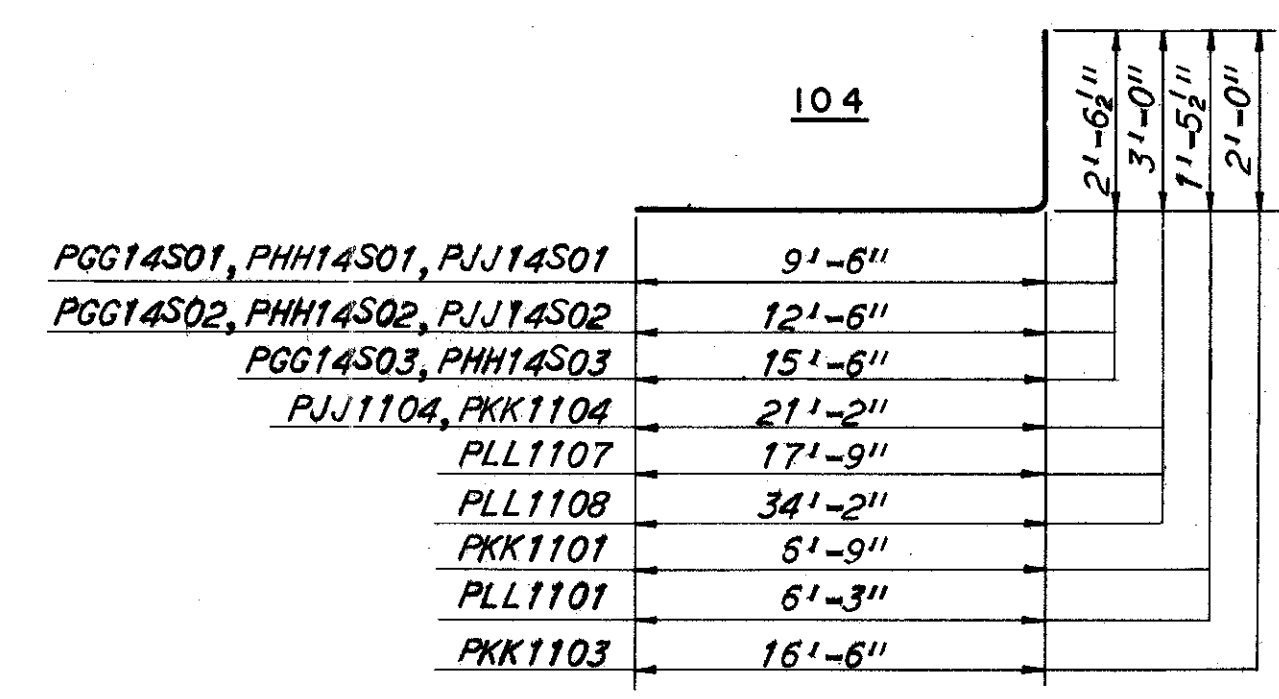 104
2'-6½"
3'-0"
1'-5½"
2'-0"
PGG14S01, PHH14S01, PJJ14S01 9'-6"
PGG14S02, PHH14S02, PJJ14S02 12'-6"
PGG14S03, PHH14S03 15'-6"
PJJ1104, PKK1104 21'-2"
PLL1107 17'-9"
PLL1108 34'-2"
PKK1101 6'-9"
PLL1101 6'-3"
PKK1103 16'-6"